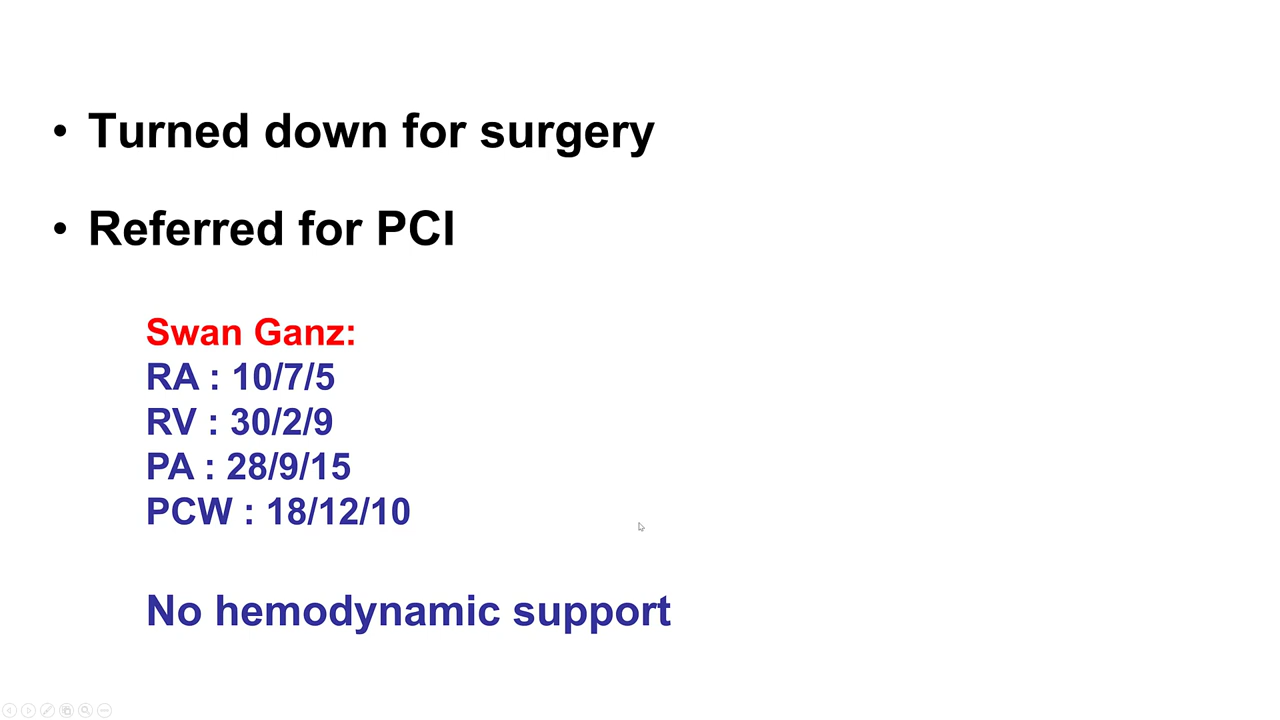 • Turned down for surgery
• Referred for PCI
Swan Ganz:
RA : 10/7/5
RV : 30/2/9
PA : 28/9/15
PCW : 18/12/10
No hemodynamic support